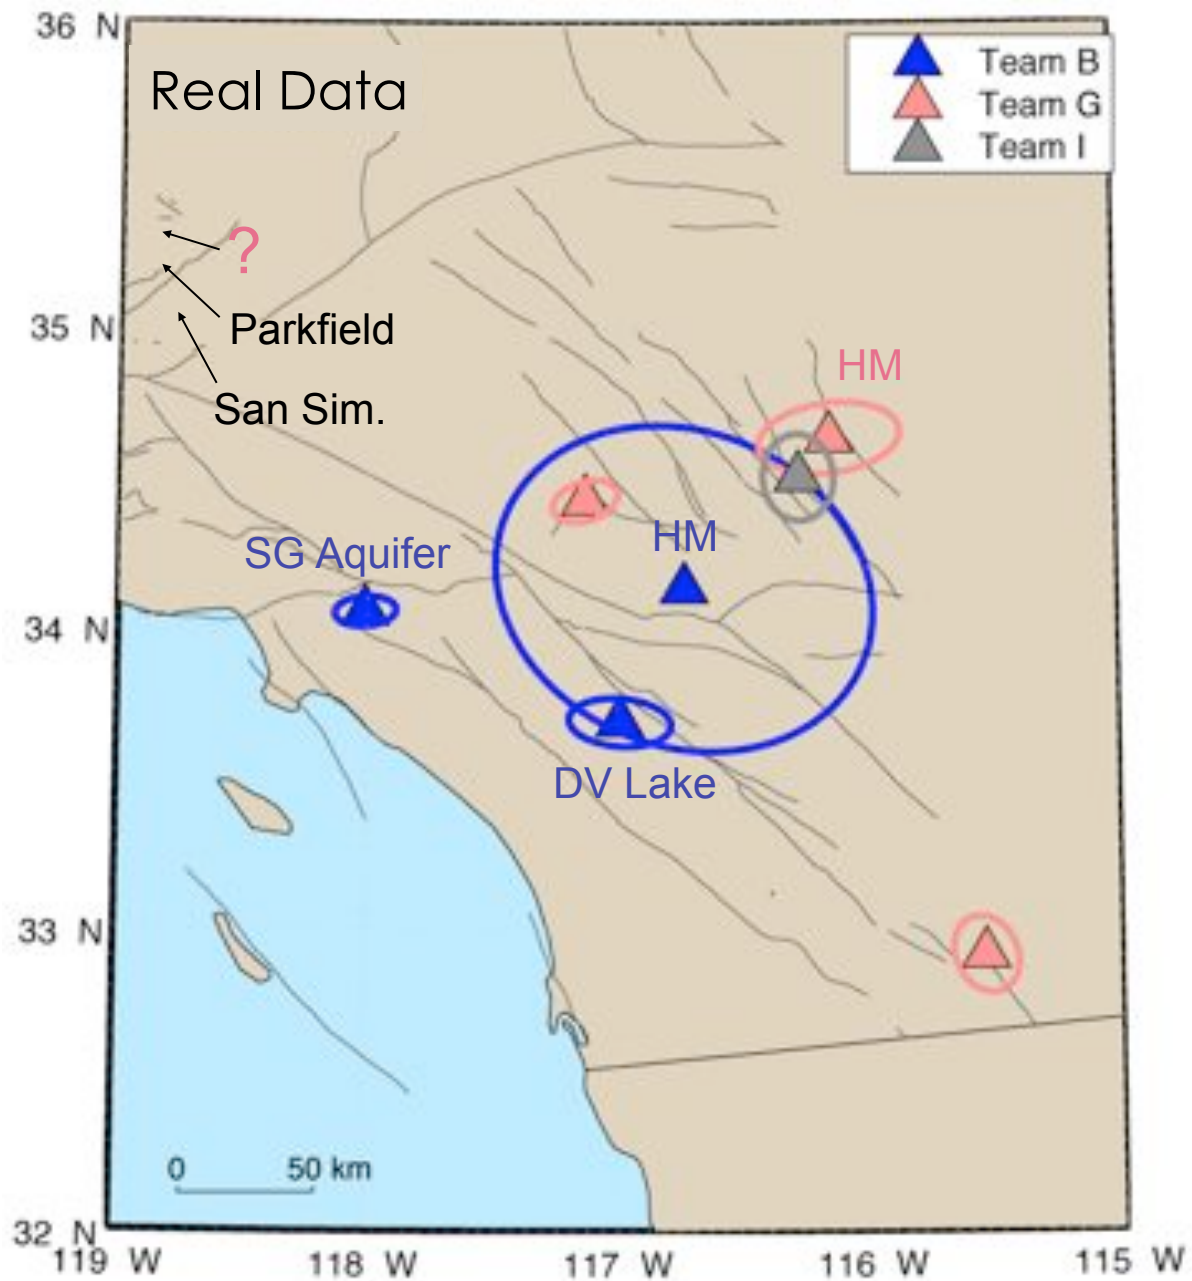 36 N
Real Data
Team B
Team G
Team I
?
35 N
Parkfield
San Sim.
HM
HM
SG Aquifer
34 N
DV Lake
33 N
0 50 km
32 N
119 W 118 W 117 W 116 W 115 W